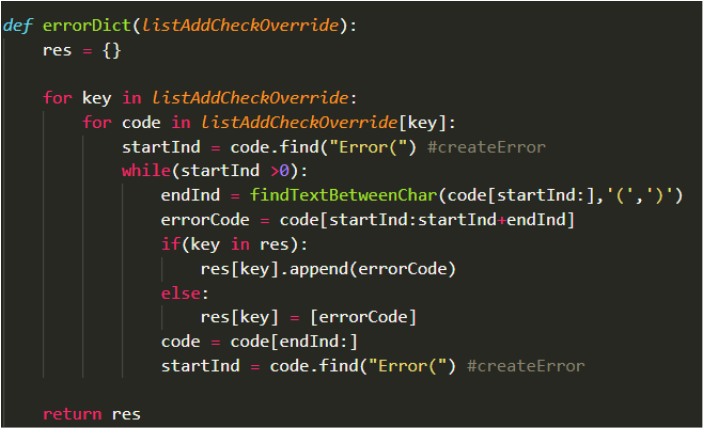 def errorDict(listAddCheckOverride):
    res = {}

    for key in listAddCheckOverride:
        for code in listAddCheckOverride[key]:
            startInd = code.find("Error(") #createError
            while(startInd >0):
                endInd = findTextBetweenChar(code[startInd:],'(',')')
                errorCode = code[startInd:startInd+endInd]
                if(key in res):
                    res[key].append(errorCode)
                else:
                    res[key] = [errorCode]
                code = code[endInd:]
                startInd = code.find("Error(") #createError

    return res